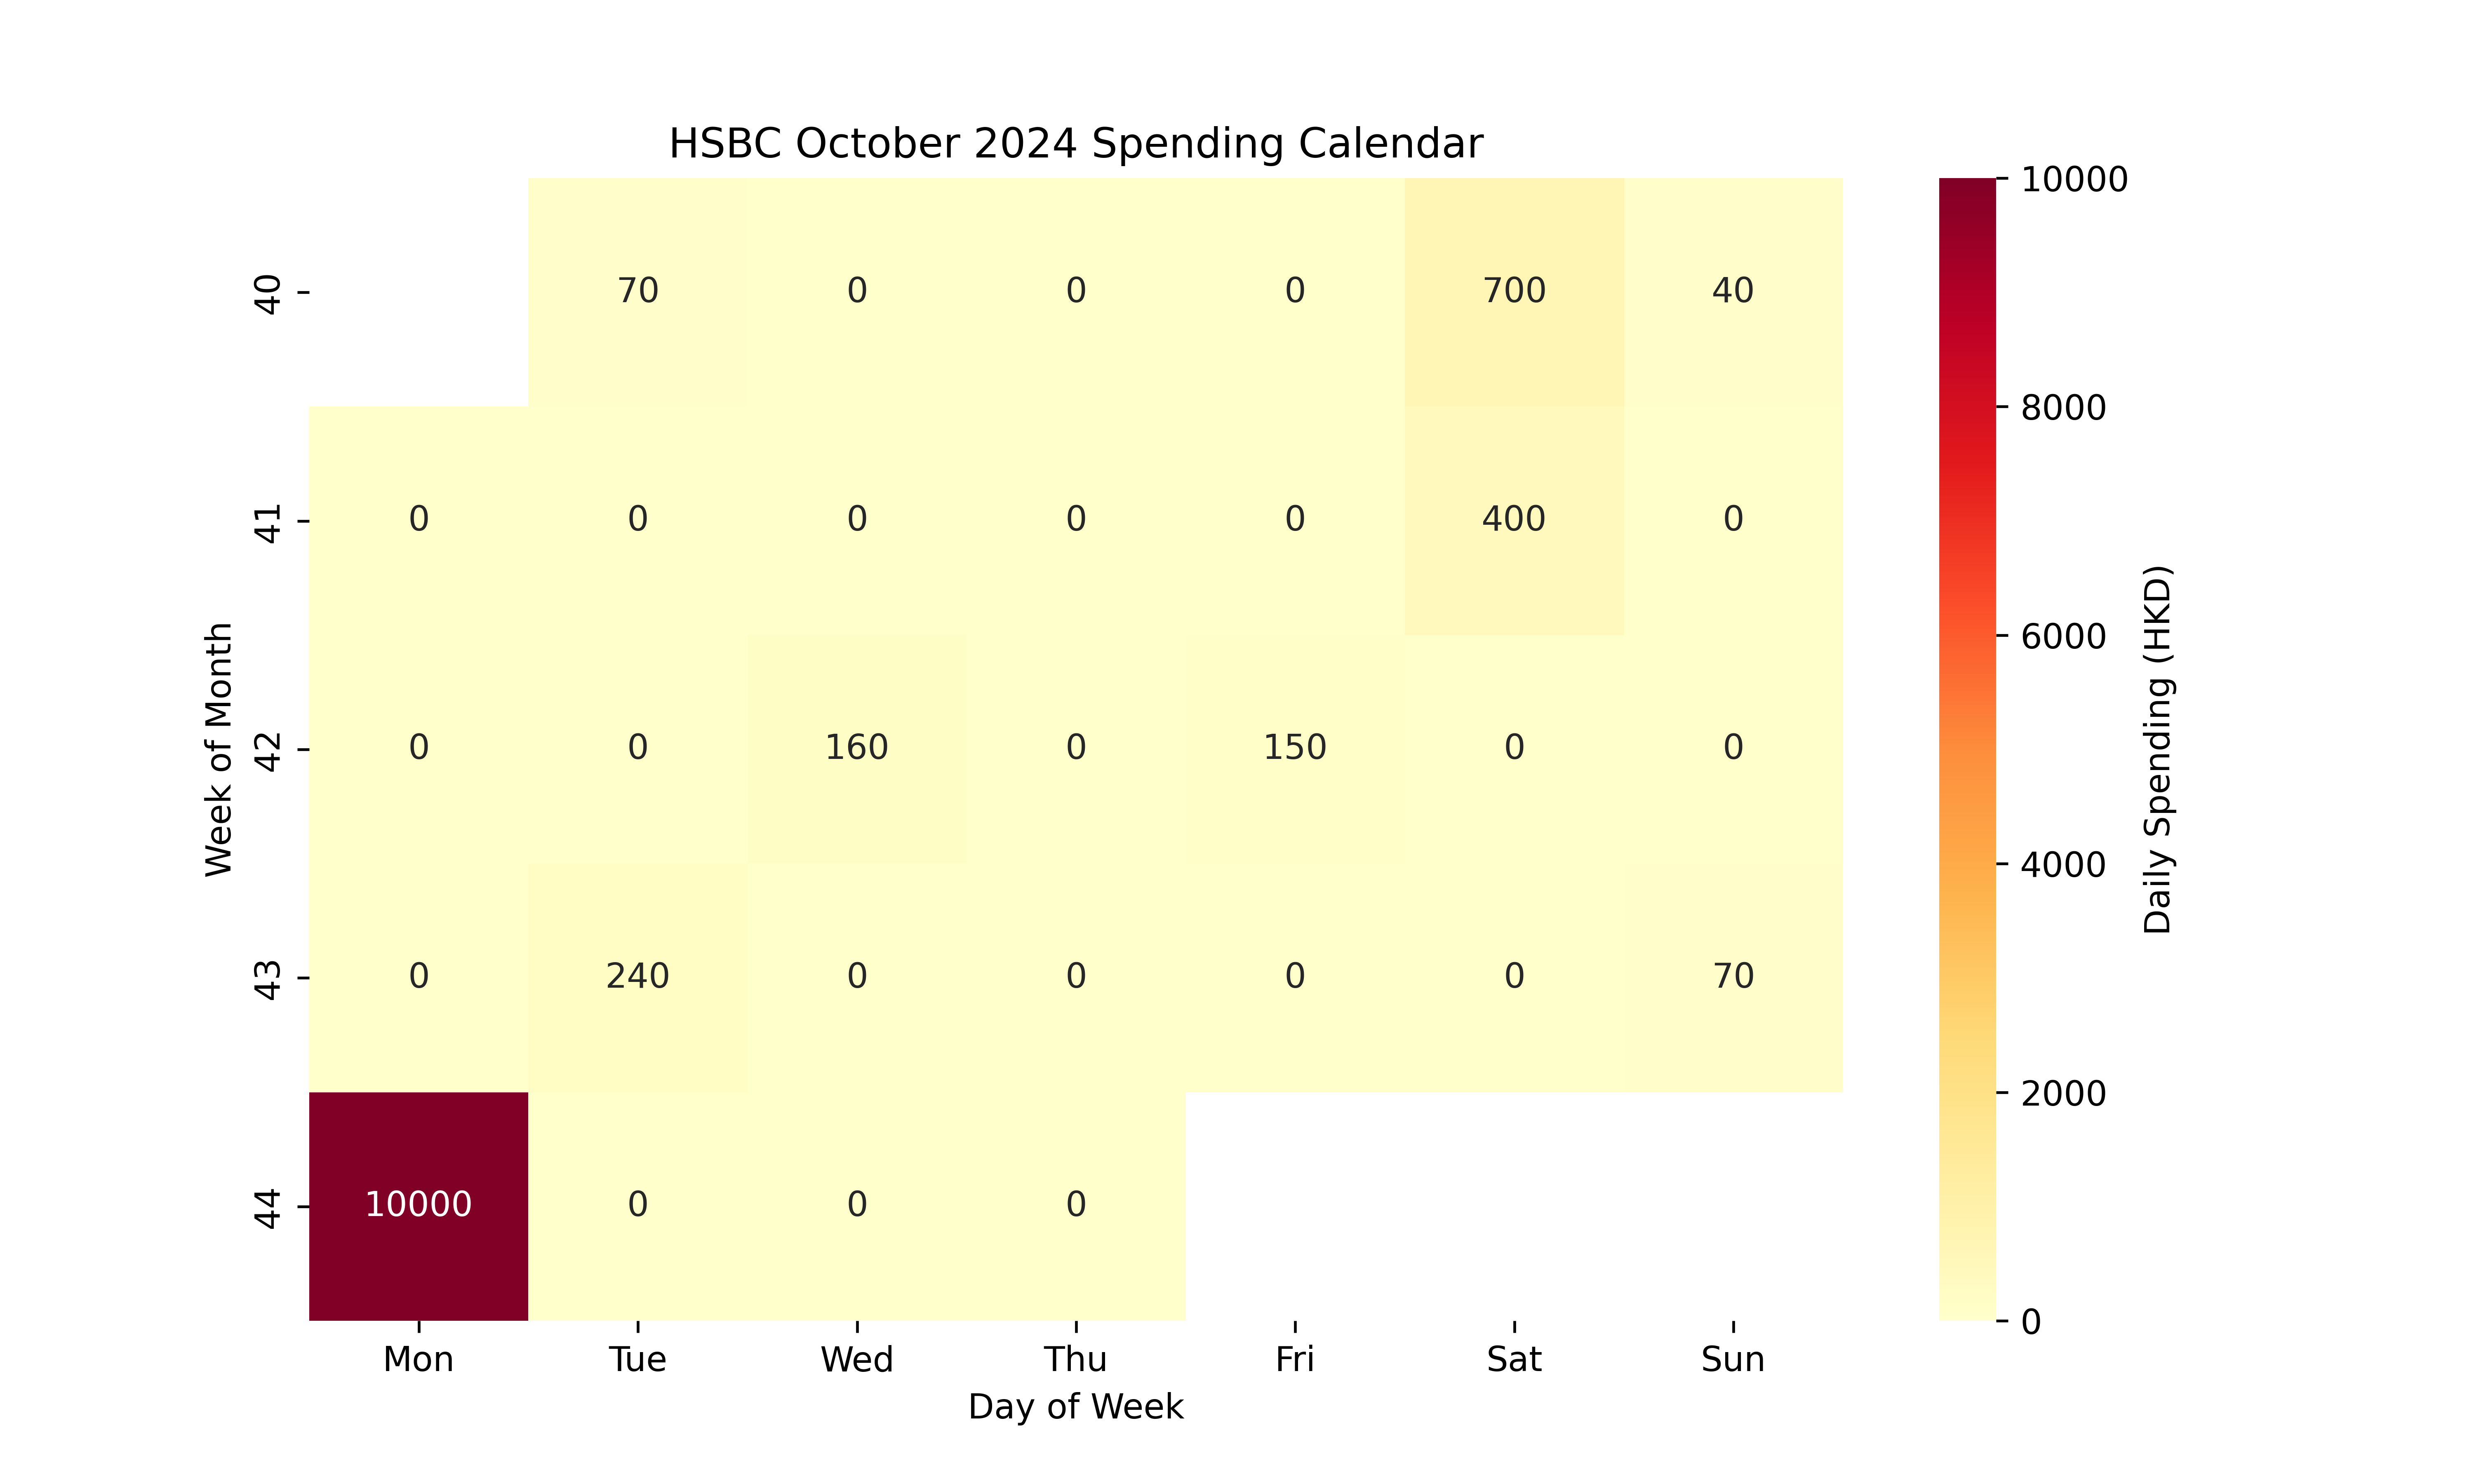 HSBC October 2024 Spending Calendar
40 70 0 0 0 700 40
41 0 0 0 0 0 400 0
42 0 0 160 0 150 0 0
43 0 240 0 0 0 0 70
44 10000 0 0 0
Mon Tue Wed Thu Fri Sat Sun
Day of Week
Week of Month
10000
8000
6000
4000
2000
0
Daily Spending (HKD)